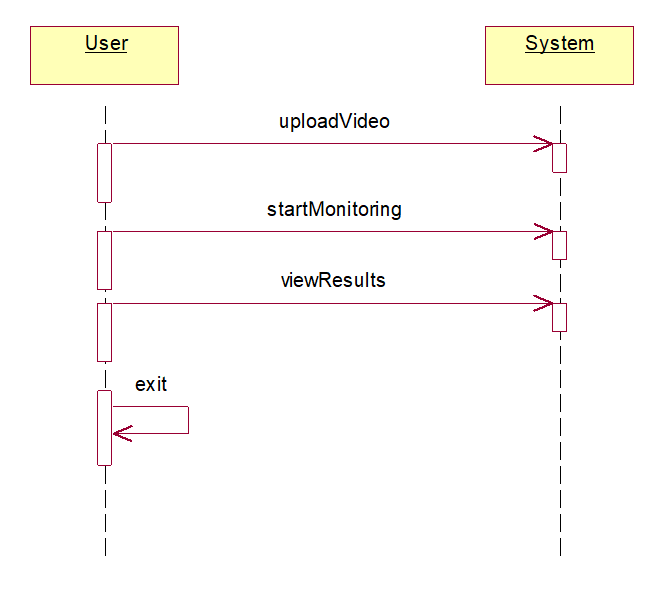 User
System
uploadVideo
startMonitoring
viewResults
exit